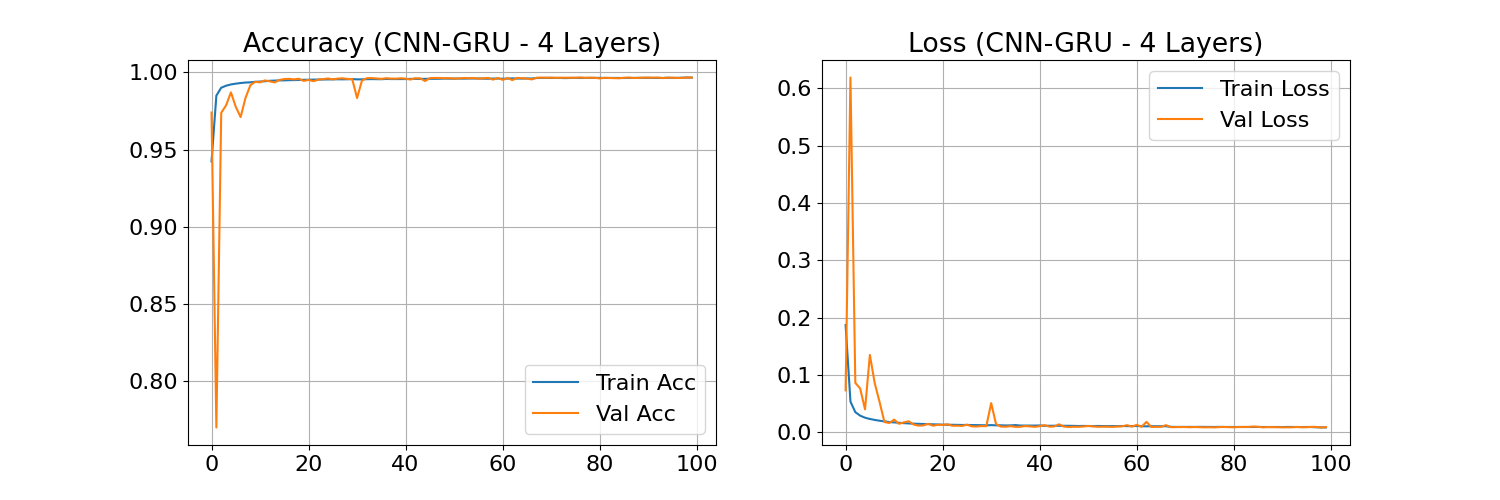 Accuracy (CNN-GRU - 4 Layers)
1.00
0.95
0.90
0.85
0.80
0 20 40 60 80 100
Train Acc
Val Acc
Loss (CNN-GRU - 4 Layers)
0.6
0.5
0.4
0.3
0.2
0.1
0.0
0 20 40 60 80 100
Train Loss
Val Loss